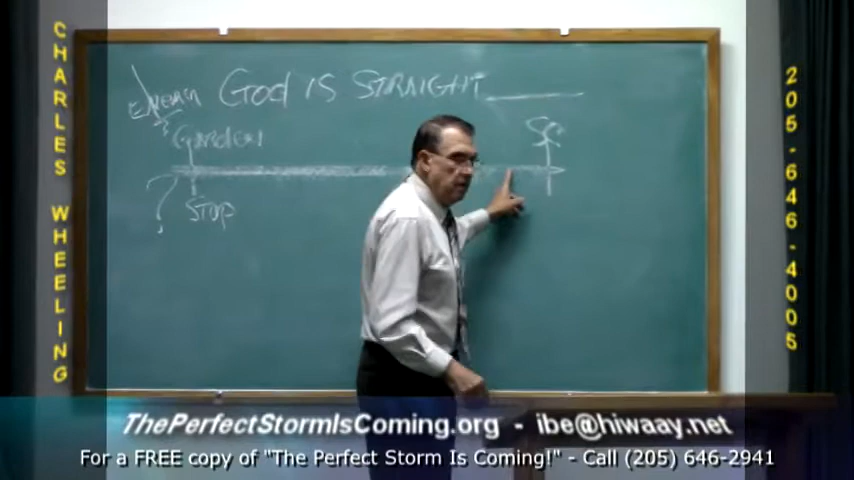 GOD IS STRAIGHT
GARDEN
SC
?
STOP
CHARLES WHEELING
205-646-4005
ThePerfectStormIsComing.org - ibe@hiwaay.net
For a FREE copy of "The Perfect Storm Is Coming!" - Call (205) 646-2941